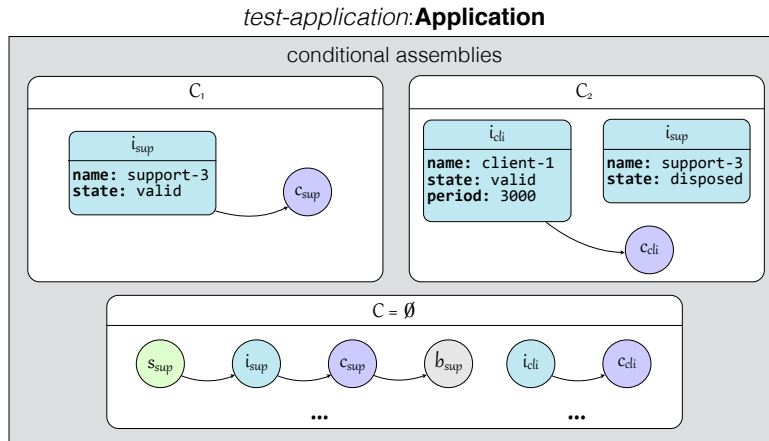 test-application:Application
conditional assemblies
C₁
i_sup
name: support-3
state: valid
c_sup
C₂
i_cli
name: client-1
state: valid
period: 3000
i_sup
name: support-3
state: disposed
c_cli
C = ∅
s_sup
i_sup
c_sup
b_sup
i_cli
c_cli
...
...